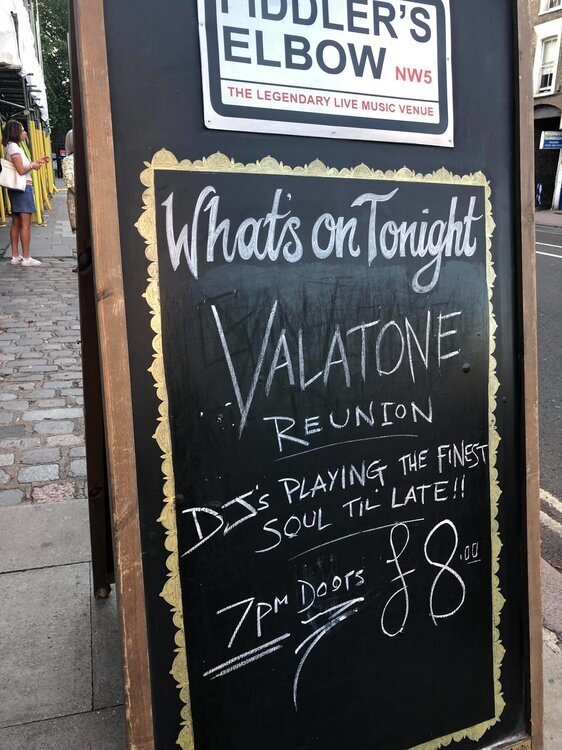 FIDDLER'S
ELBOW NW5
THE LEGENDARY LIVE MUSIC VENUE
What's on Tonight
VALATONE
REUNION
DJ's PLAYING THE FINEST
SOUL TIL' LATE!!
7pm Doors £8.00